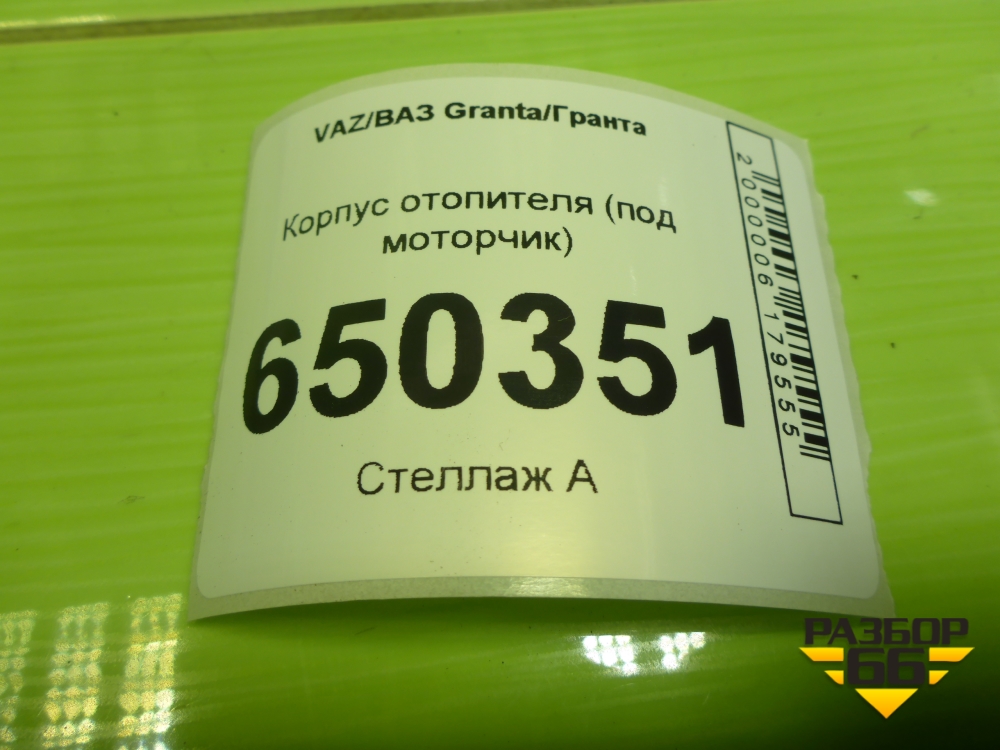 VAZ/ВАЗ Granta/Гранта
Корпус отопителя (под
моторчик)
650351
Стеллаж А
2000006179555
РАЗБОР
66